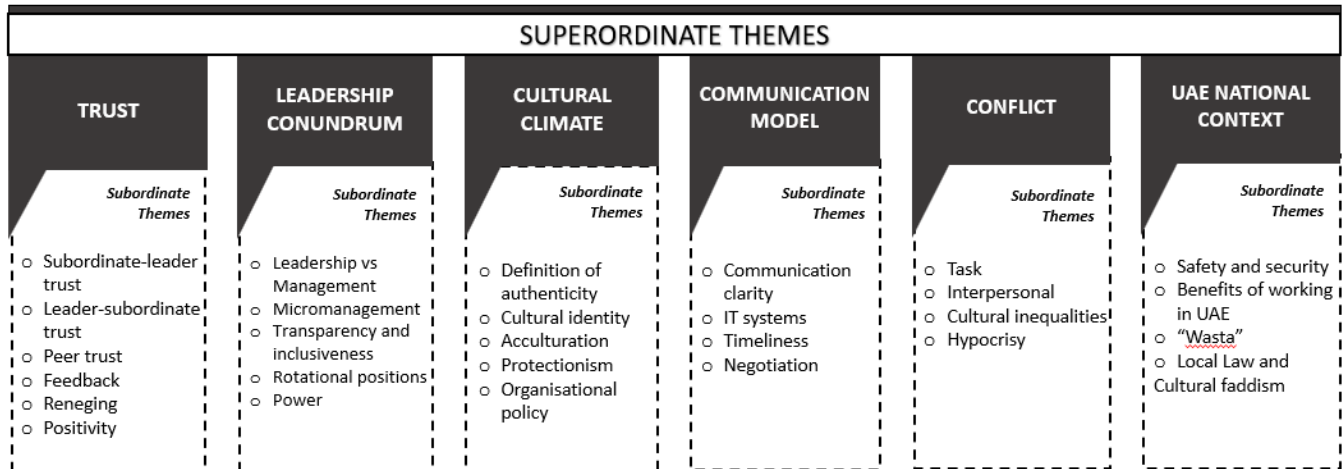 SUPERORDINATE THEMES
TRUST
Subordinate
Themes
○ Subordinate-leader
trust
○ Leader-subordinate
trust
○ Peer trust
○ Feedback
○ Reneging
○ Positivity
LEADERSHIP
CONUNDRUM
Subordinate
Themes
○ Leadership vs
Management
○ Micromanagement
○ Transparency and
inclusiveness
○ Rotational positions
○ Power
CULTURAL
CLIMATE
Subordinate
Themes
○ Definition of
authenticity
○ Cultural identity
○ Acculturation
○ Protectionism
○ Organisational
policy
COMMUNICATION
MODEL
Subordinate
Themes
○ Communication
clarity
○ IT systems
○ Timeliness
○ Negotiation
CONFLICT
Subordinate
Themes
○ Task
○ Interpersonal
○ Cultural inequalities
○ Hypocrisy
UAE NATIONAL
CONTEXT
Subordinate
Themes
○ Safety and security
○ Benefits of working
in UAE
○ “Wasta”
○ Local Law and
Cultural faddism